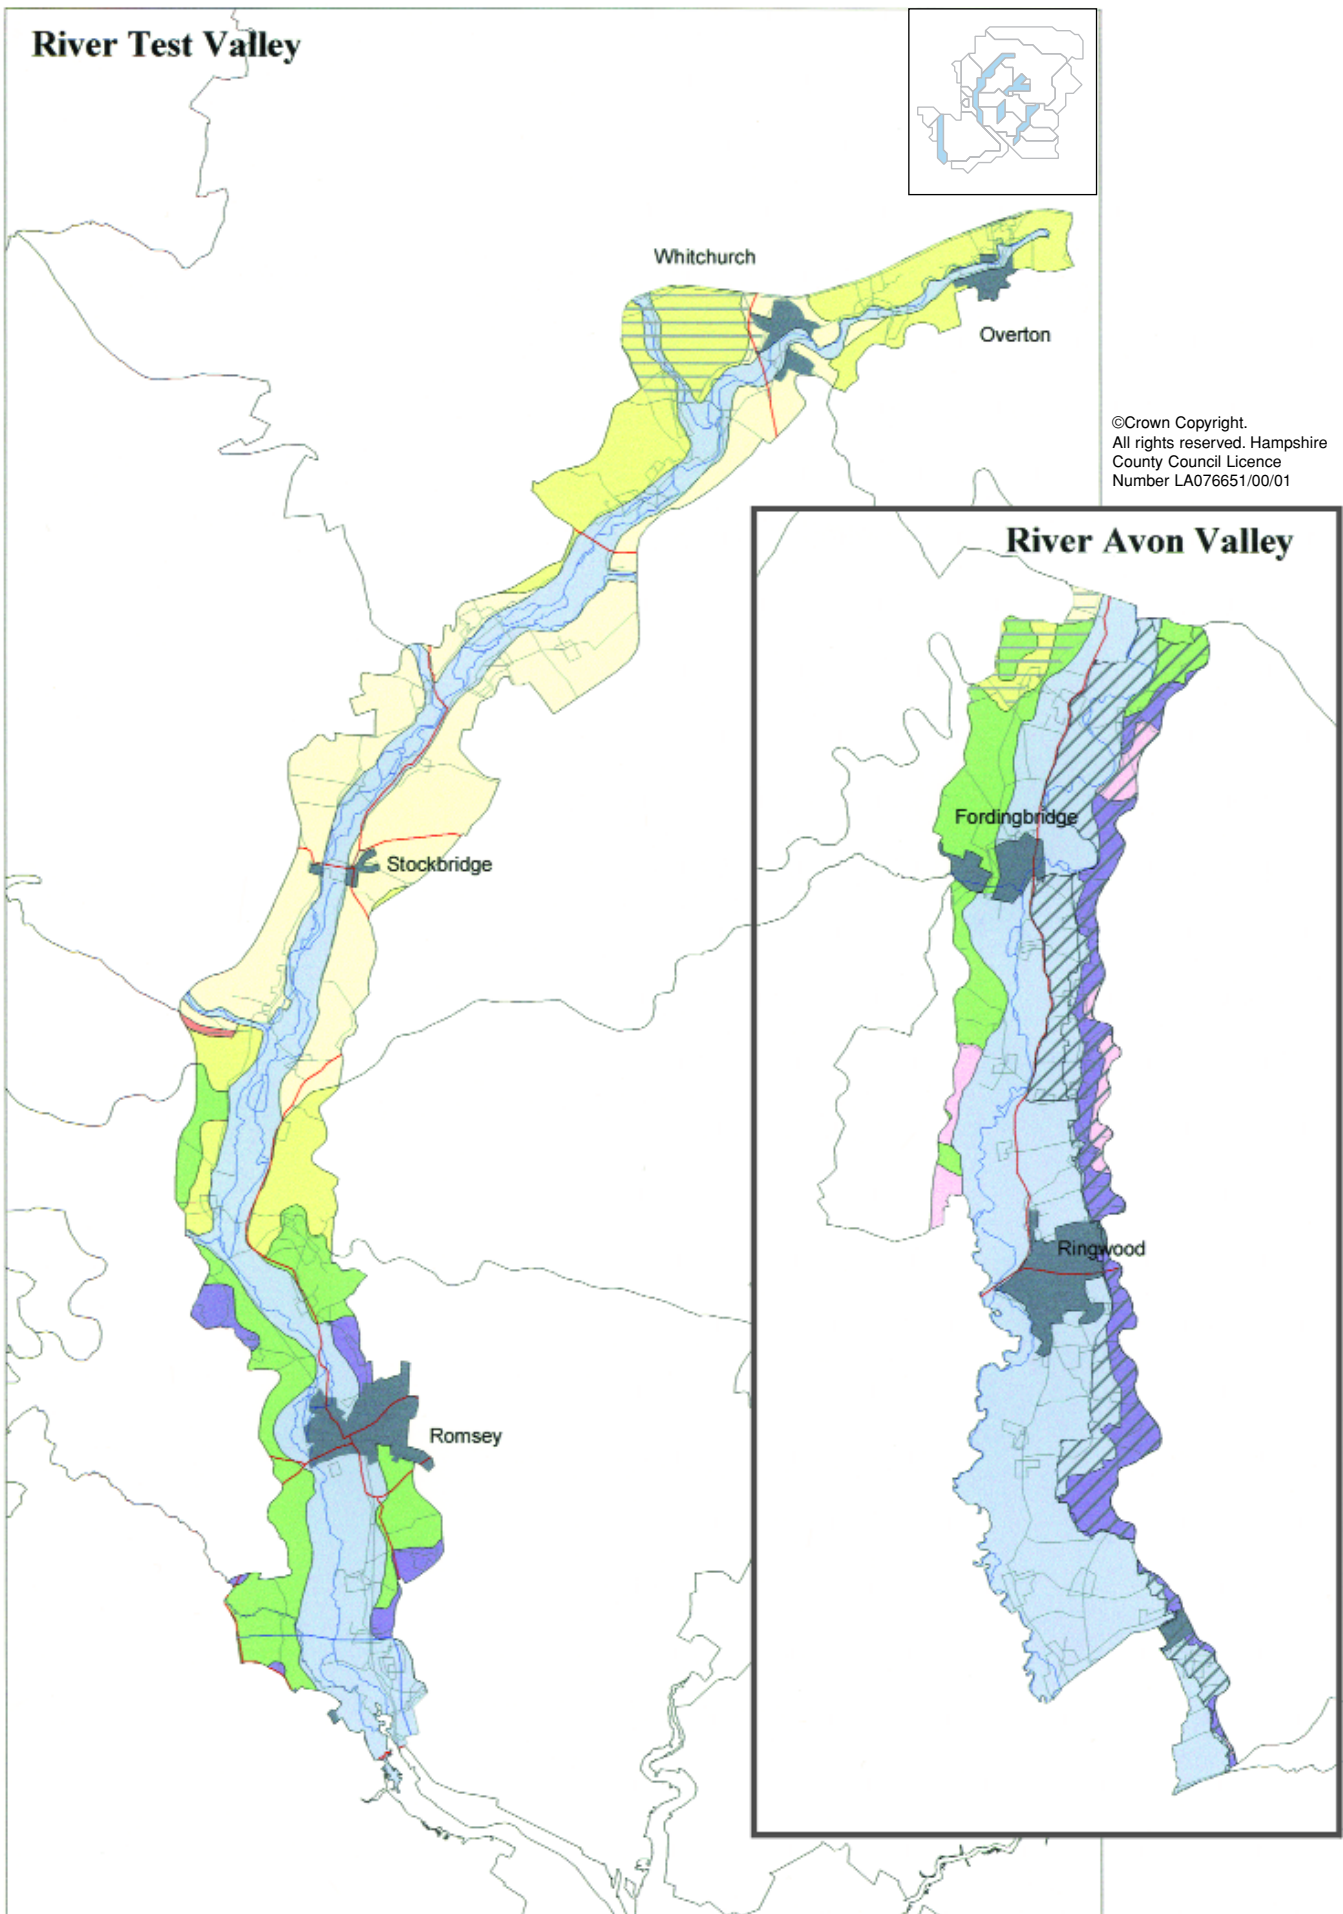 River Test Valley
Whitchurch
Overton
©Crown Copyright.
All rights reserved. Hampshire
County Council Licence
Number LA076651/00/01
River Avon Valley
Fordingbridge
Stockbridge
Ringwood
Romsey